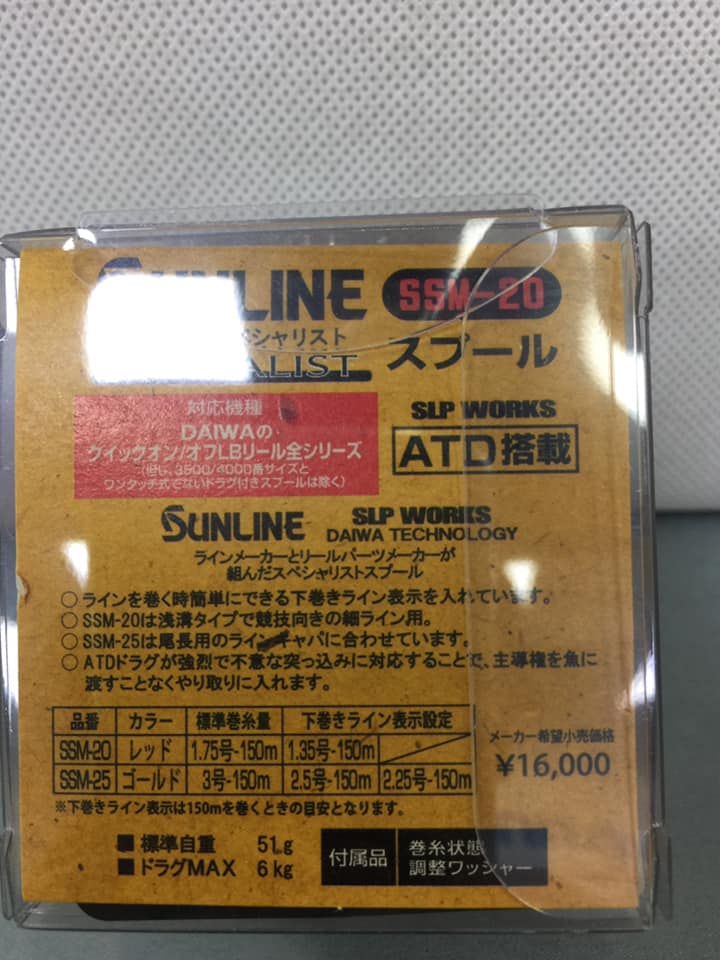 SUNLINE SSM-20
スペシャリスト スプール
SPECIALIST
対応機種
DAIWAの
クイックオン/オフLBリール全シリーズ
(但し、3500/4000番サイズと
ワンタッチ式でないドラグ付きスプールは除く)
SLP WORKS
ATD搭載
SUNLINE SLP WORKS
DAIWA TECHNOLOGY
ラインメーカーとリールパーツメーカーが
組んだスペシャリストスプール
○ラインを巻く時簡単にできる下巻きライン表示を入れています。
○SSM-20は浅溝タイプで競技向きの細ライン用。
○SSM-25は尾長用のラインキャパに合わせています。
○ATDドラグが強烈で不意な突っ込みに対応することで、主導権を魚に
渡すことなくやり取りに入れます。
品番 カラー 標準巻糸量 下巻きライン表示設定
SSM-20 レッド 1.75号-150m 1.35号-150m
SSM-25 ゴールド 3号-150m 2.5号-150m 2.25号-150m
メーカー希望小売価格
¥16,000
※下巻きライン表示は150mを巻くときの目安となります。
■標準自重 51g
■ドラグMAX 6kg
付属品 巻糸状態
調整ワッシャー